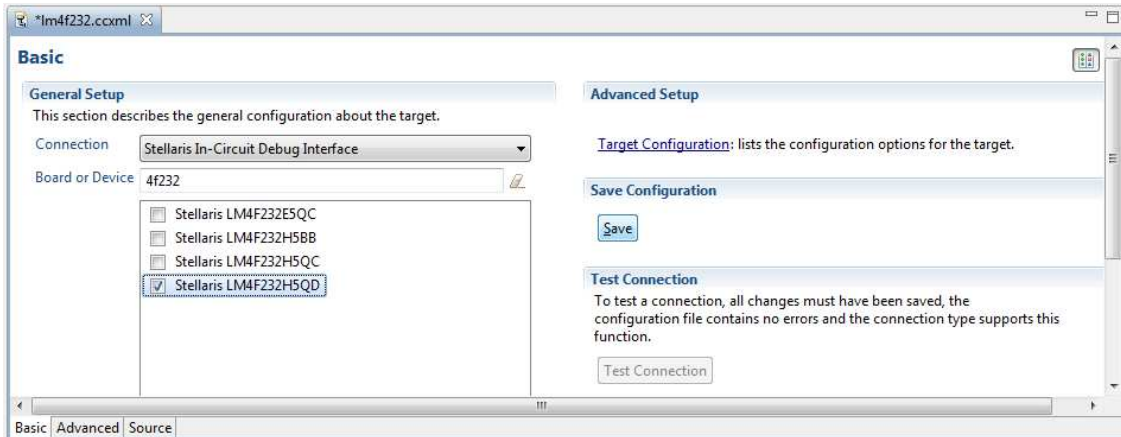 *lm4f232.ccxml
Basic
General Setup
This section describes the general configuration about the target.
Connection
Stellaris In-Circuit Debug Interface
Board or Device
4f232
Stellaris LM4F232E5QC
Stellaris LM4F232H5BB
Stellaris LM4F232H5QC
Stellaris LM4F232H5QD
Advanced Setup
Target Configuration: lists the configuration options for the target.
Save Configuration
Save
Test Connection
To test a connection, all changes must have been saved, the
configuration file contains no errors and the connection type supports this
function.
Test Connection
Basic Advanced Source